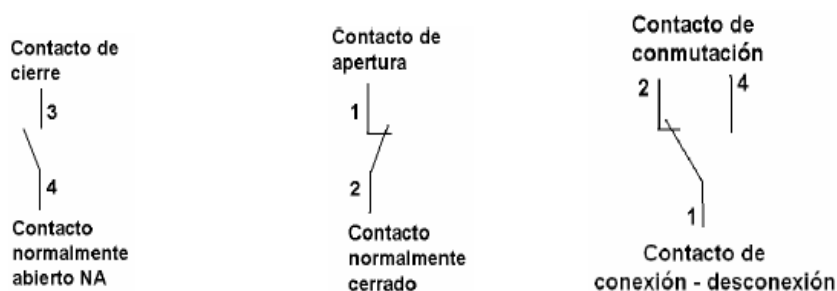 Contacto de
cierre
3
4
Contacto
normalmente
abierto NA
Contacto de
apertura
1
2
Contacto
normalmente
cerrado
Contacto de
conmutación
2
4
1
Contacto de
conexión - desconexión